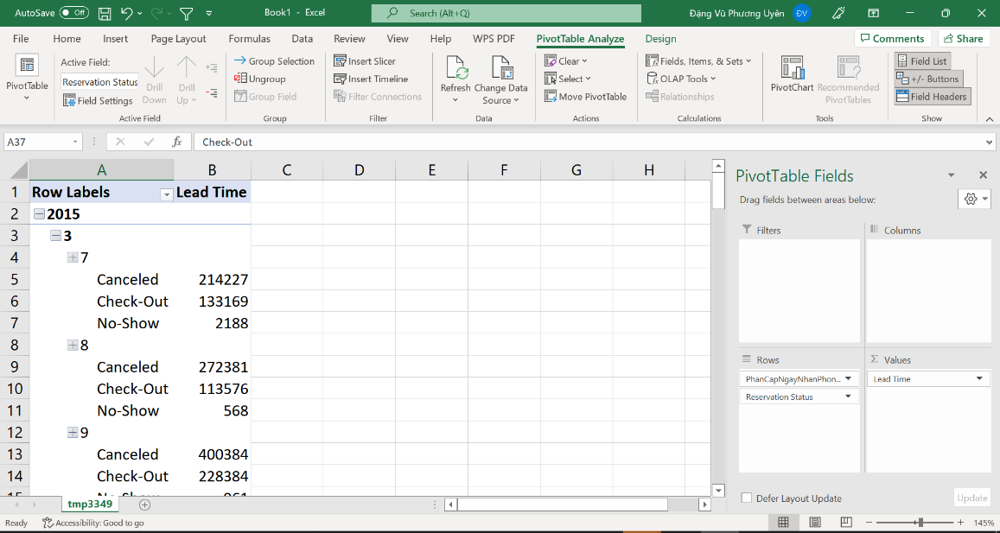 AutoSave Off Book1 - Excel Search (Alt+Q) Đặng Vũ Phương Uyên ĐV
File Home Insert Page Layout Formulas Data Review View Help WPS PDF PivotTable Analyze Design Comments Share
PivotTable
Active Field:
Reservation Status
Field Settings
Drill Down
Drill Up
Active Field
Group Selection
Ungroup
Group Field
Group
Insert Slicer
Insert Timeline
Filter Connections
Filter
Refresh
Change Data Source
Data
Clear
Select
Move PivotTable
Actions
Fields, Items, & Sets
OLAP Tools
Relationships
Calculations
PivotChart
Recommended PivotTables
Tools
Field List
+/- Buttons
Field Headers
Show
A37 fx Check-Out
A B C D E F G H
1 Row Labels Lead Time
2 2015
3 3
4 7
5 Canceled 214227
6 Check-Out 133169
7 No-Show 2188
8 8
9 Canceled 272381
10 Check-Out 113576
11 No-Show 568
12 9
13 Canceled 400384
14 Check-Out 228384
tmp3349
PivotTable Fields
Drag fields between areas below:
Filters
Columns
Rows
PhanCapNgayNhanPhon...
Reservation Status
Σ Values
Lead Time
Defer Layout Update Update
Ready Accessibility: Good to go 145%